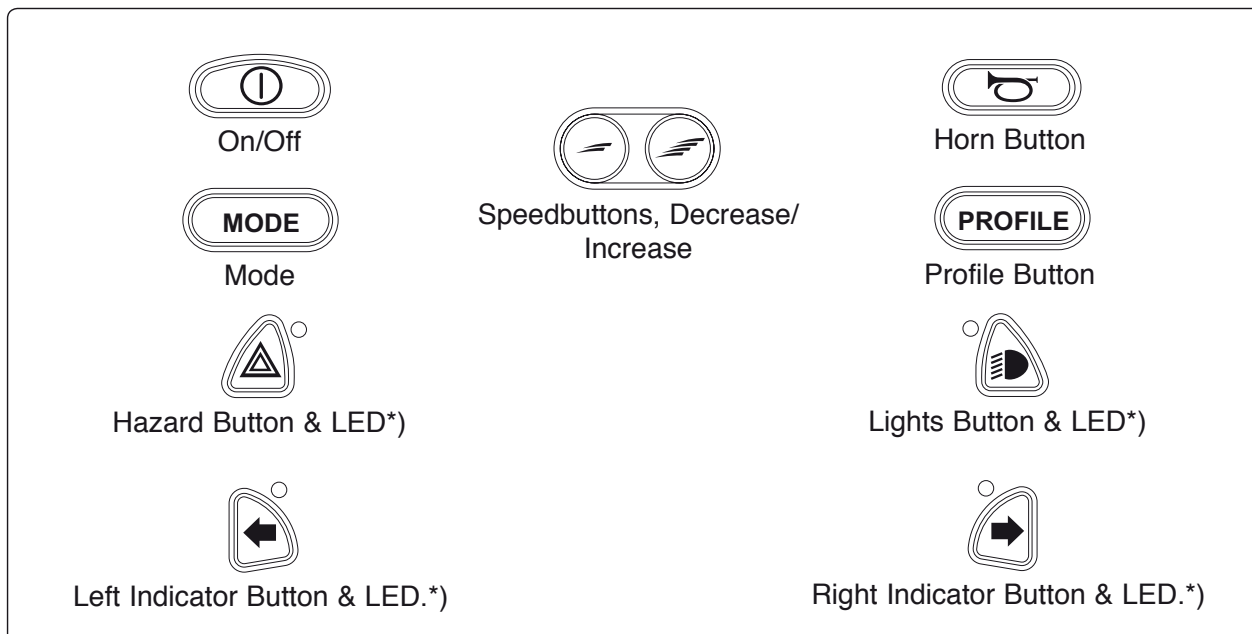 On/Off
Horn Button
MODE
Mode
Speedbuttons, Decrease/
Increase
PROFILE
Profile Button
Hazard Button & LED*)
Lights Button & LED*)
Left Indicator Button & LED.*)
Right Indicator Button & LED.*)